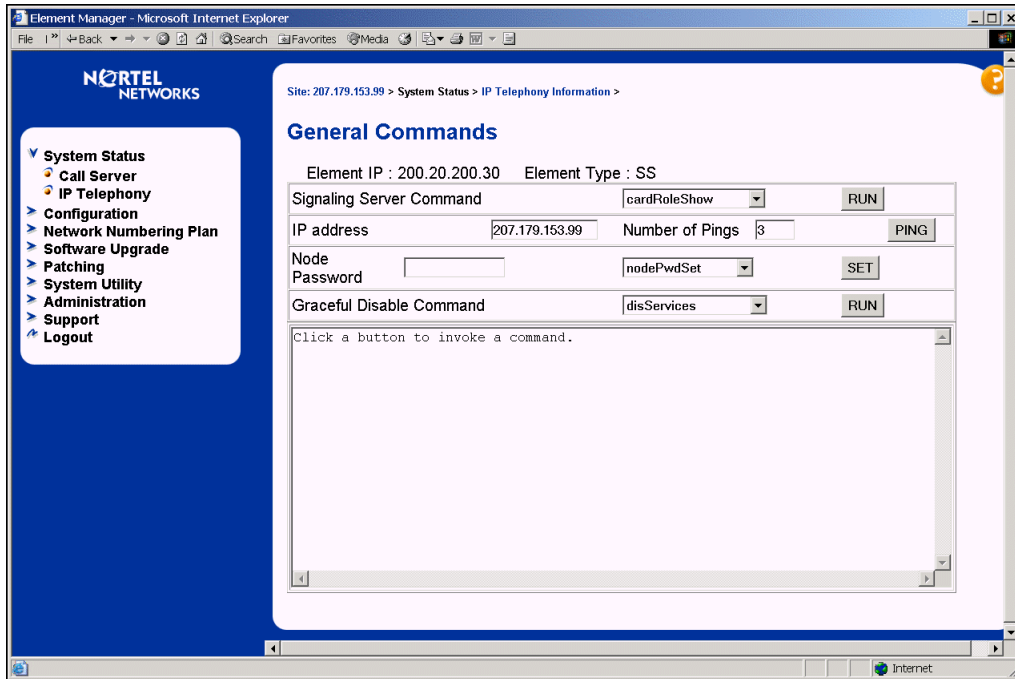 Element Manager - Microsoft Internet Explorer
File
Back
Search
Favorites
Media
NORTEL
NETWORKS
Site: 207.179.153.99 > System Status > IP Telephony Information >
?
General Commands
System Status
Call Server
IP Telephony
Configuration
Network Numbering Plan
Software Upgrade
Patching
System Utility
Administration
Support
Logout
Element IP : 200.20.200.30 Element Type : SS
Signaling Server Command cardRoleShow RUN
IP address 207.179.153.99 Number of Pings 3 PING
Node
Password nodePwdSet SET
Graceful Disable Command disServices RUN
Click a button to invoke a command.
Internet